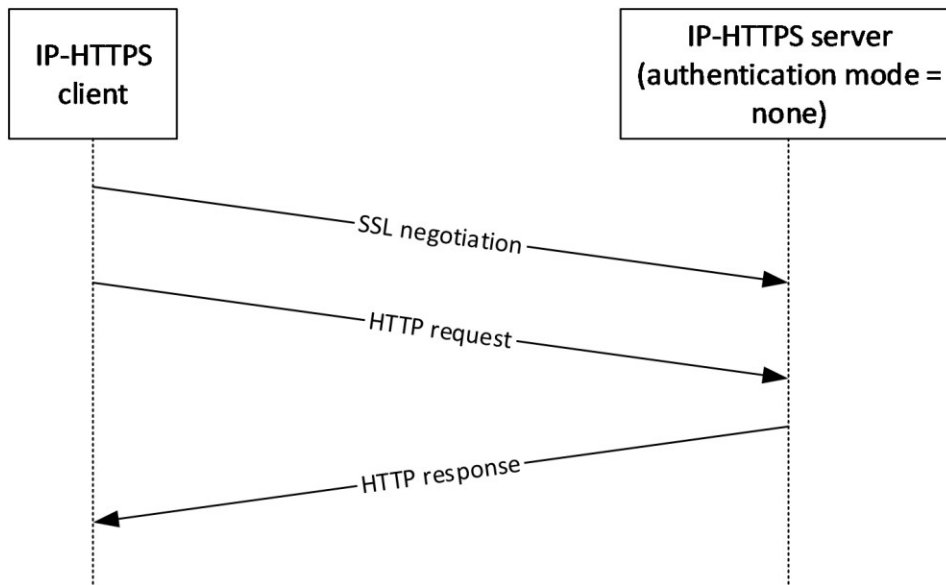 IP-HTTPS
client
IP-HTTPS server
(authentication mode =
none)
SSL negotiation
HTTP request
HTTP response